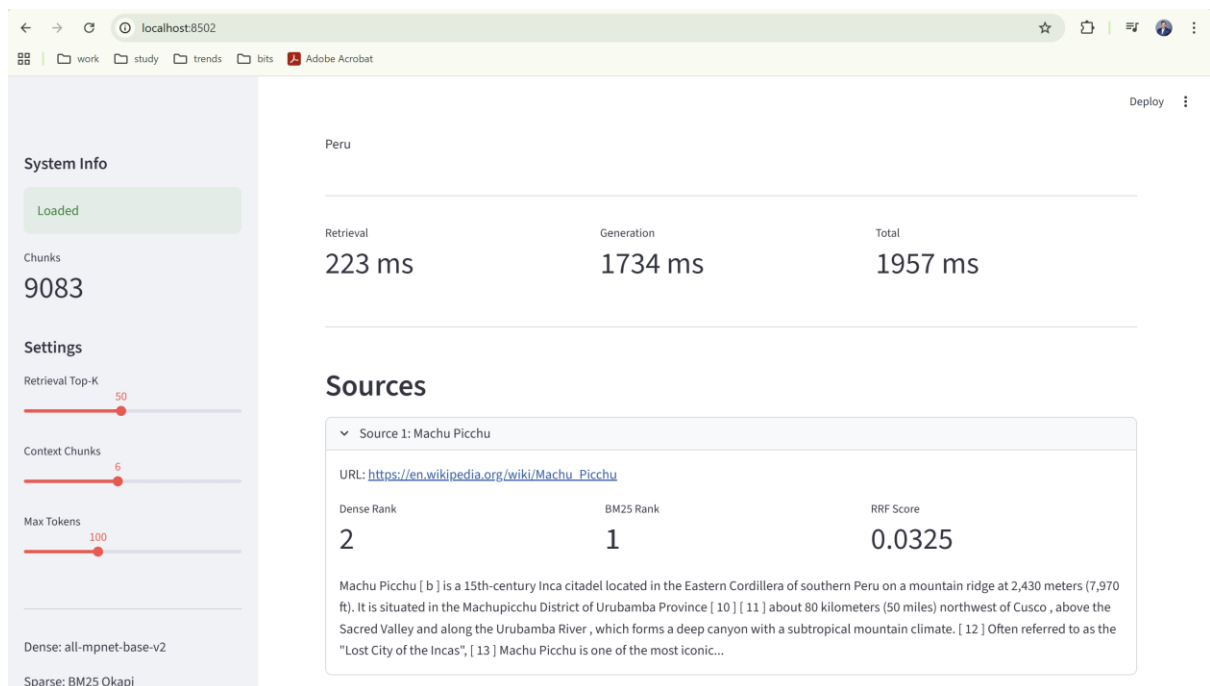 localhost:8502
work study trends bits Adobe Acrobat
Deploy
System Info
Loaded
Chunks
9083
Settings
Retrieval Top-K
50
Context Chunks
6
Max Tokens
100
Dense: all-mpnet-base-v2
Sparse: BM25 Okapi
Peru
Retrieval Generation Total
223 ms 1734 ms 1957 ms
Sources
Source 1: Machu Picchu
URL: https://en.wikipedia.org/wiki/Machu_Picchu
Dense Rank BM25 Rank RRF Score
2 1 0.0325
Machu Picchu [ b ] is a 15th-century Inca citadel located in the Eastern Cordillera of southern Peru on a mountain ridge at 2,430 meters (7,970
ft). It is situated in the Machupicchu District of Urubamba Province [ 10 ] [ 11 ] about 80 kilometers (50 miles) northwest of Cusco , above the
Sacred Valley and along the Urubamba River , which forms a deep canyon with a subtropical mountain climate. [ 12 ] Often referred to as the
"Lost City of the Incas", [ 13 ] Machu Picchu is one of the most iconic...